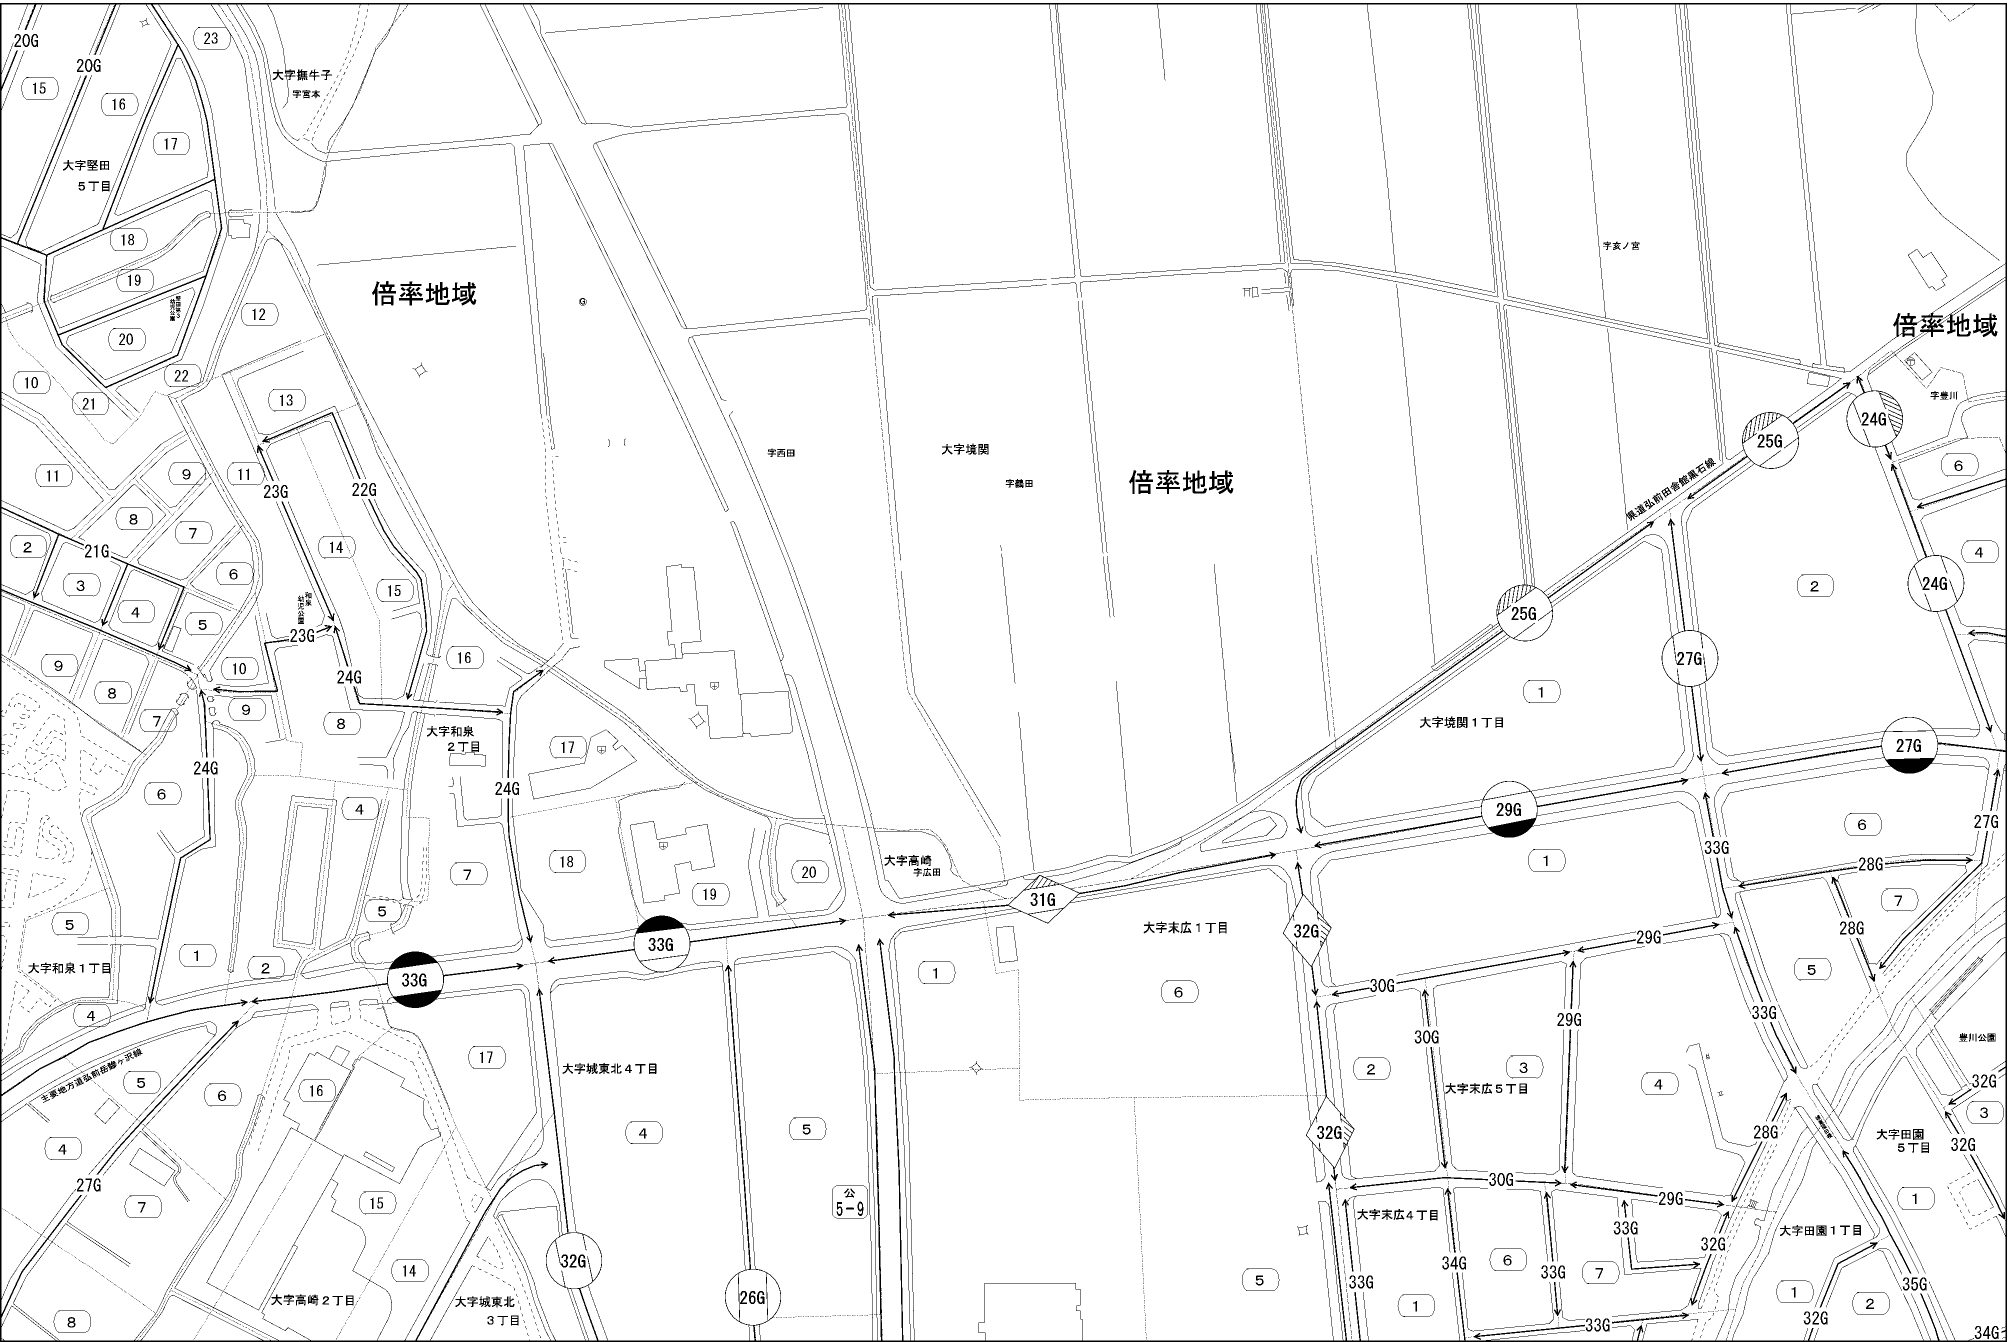 20G
20G
23
大字撫牛子
字宮本
15
16
17
大字堅田
5丁目
18
19
20
倍率地域
G
12
字亥ノ宮
倍率地域
10
21
22
13
24G
字豊川
25G
大字境関
字西田
字鶴田
倍率地域
県道弘前田舎館黒石線
6
11
9
11
23G
22G
8
7
2
21G
14
6
3
15
4
5
和泉
幼児公園
23G
4
24G
2
25G
9
10
16
24G
27G
8
9
7
8
1
大字境関1丁目
大字和泉
2丁目
17
24G
6
24G
27G
4
29G
27G
6
33G
18
7
19
20
大字高崎
字広田
1
28G
5
5
31G
7
大字和泉1丁目
1
2
33G
33G
大字末広1丁目
32G
29G
28G
5
1
6
30G
4
33G
29G
30G
豊川公園
主要地方道弘前岳鰺ヶ沢線
5
6
16
17
大字城東北4丁目
2
3
4
大字末広5丁目
32G
3
4
4
5
32G
28G
大字田園
5丁目
32G
27G
7
15
公
5-9
30G
29G
1
大字末広4丁目
33G
32G
大字田園1丁目
14
32G
26G
5
33G
34G
6
33G
7
35G
8
大字高崎2丁目
大字城東北
3丁目
1
33G
1
32G
2
34G